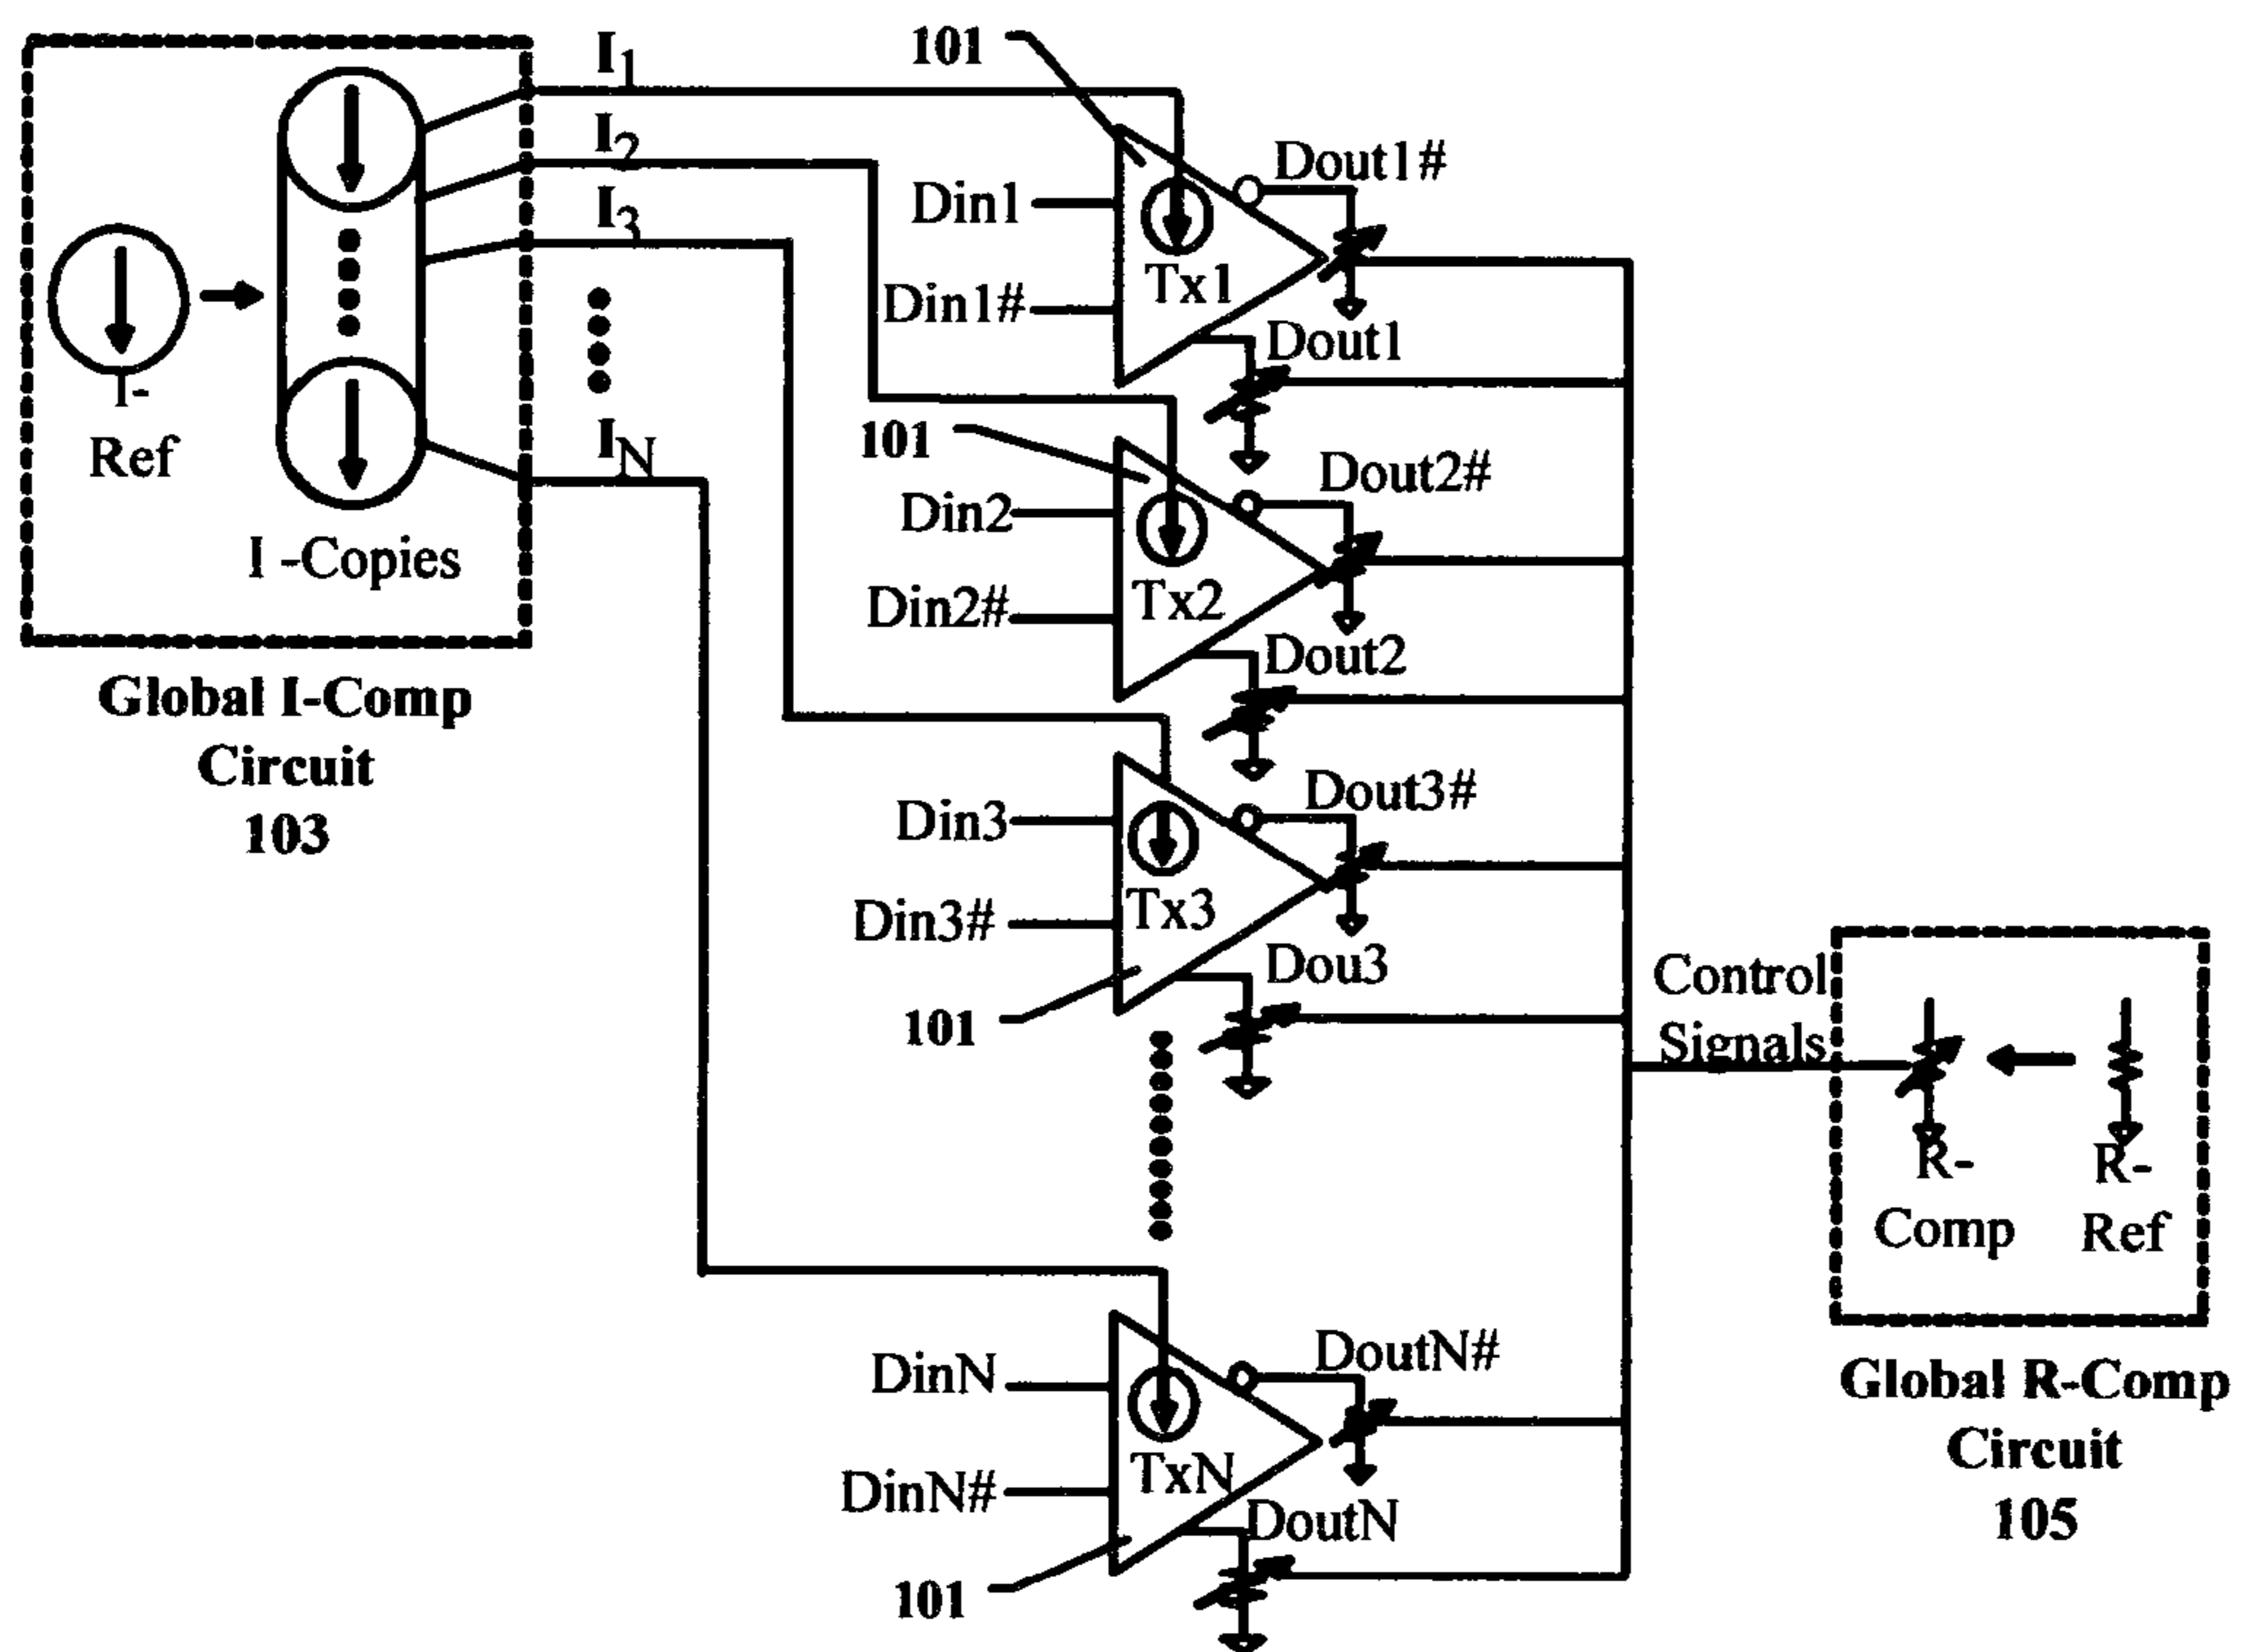 I1
I2
I3
IN
I-
Ref
I -Copies
Global I-Comp
Circuit
103
101
Din1
Din1#
Tx1
Dout1#
Dout1
101
Din2
Din2#
Tx2
Dout2#
Dout2
Din3
Din3#
Tx3
Dout3#
Dou3
101
DinN
DinN#
TxN
DoutN#
DoutN
101
Control
Signals
R-
Comp
R-
Ref
Global R-Comp
Circuit
105